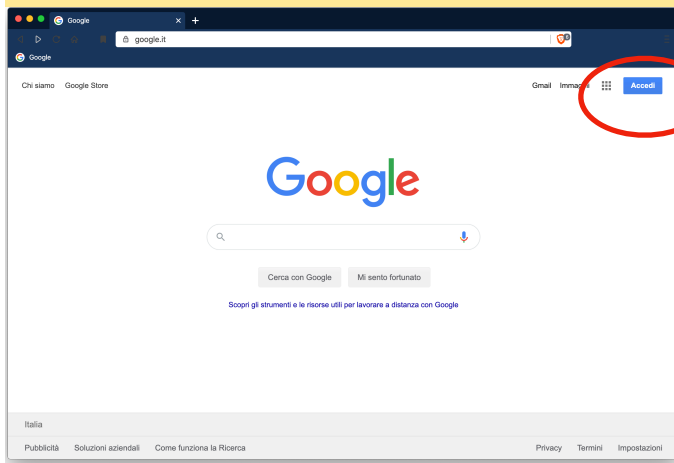 Google
google.it
Google
Chi siamo Google Store
Gmail Immagini Accedi
Google
Cerca con Google Mi sento fortunato
Scopri gli strumenti e le risorse utili per lavorare a distanza con Google
Italia
Pubblicità Soluzioni aziendali Come funziona la Ricerca Privacy Termini Impostazioni